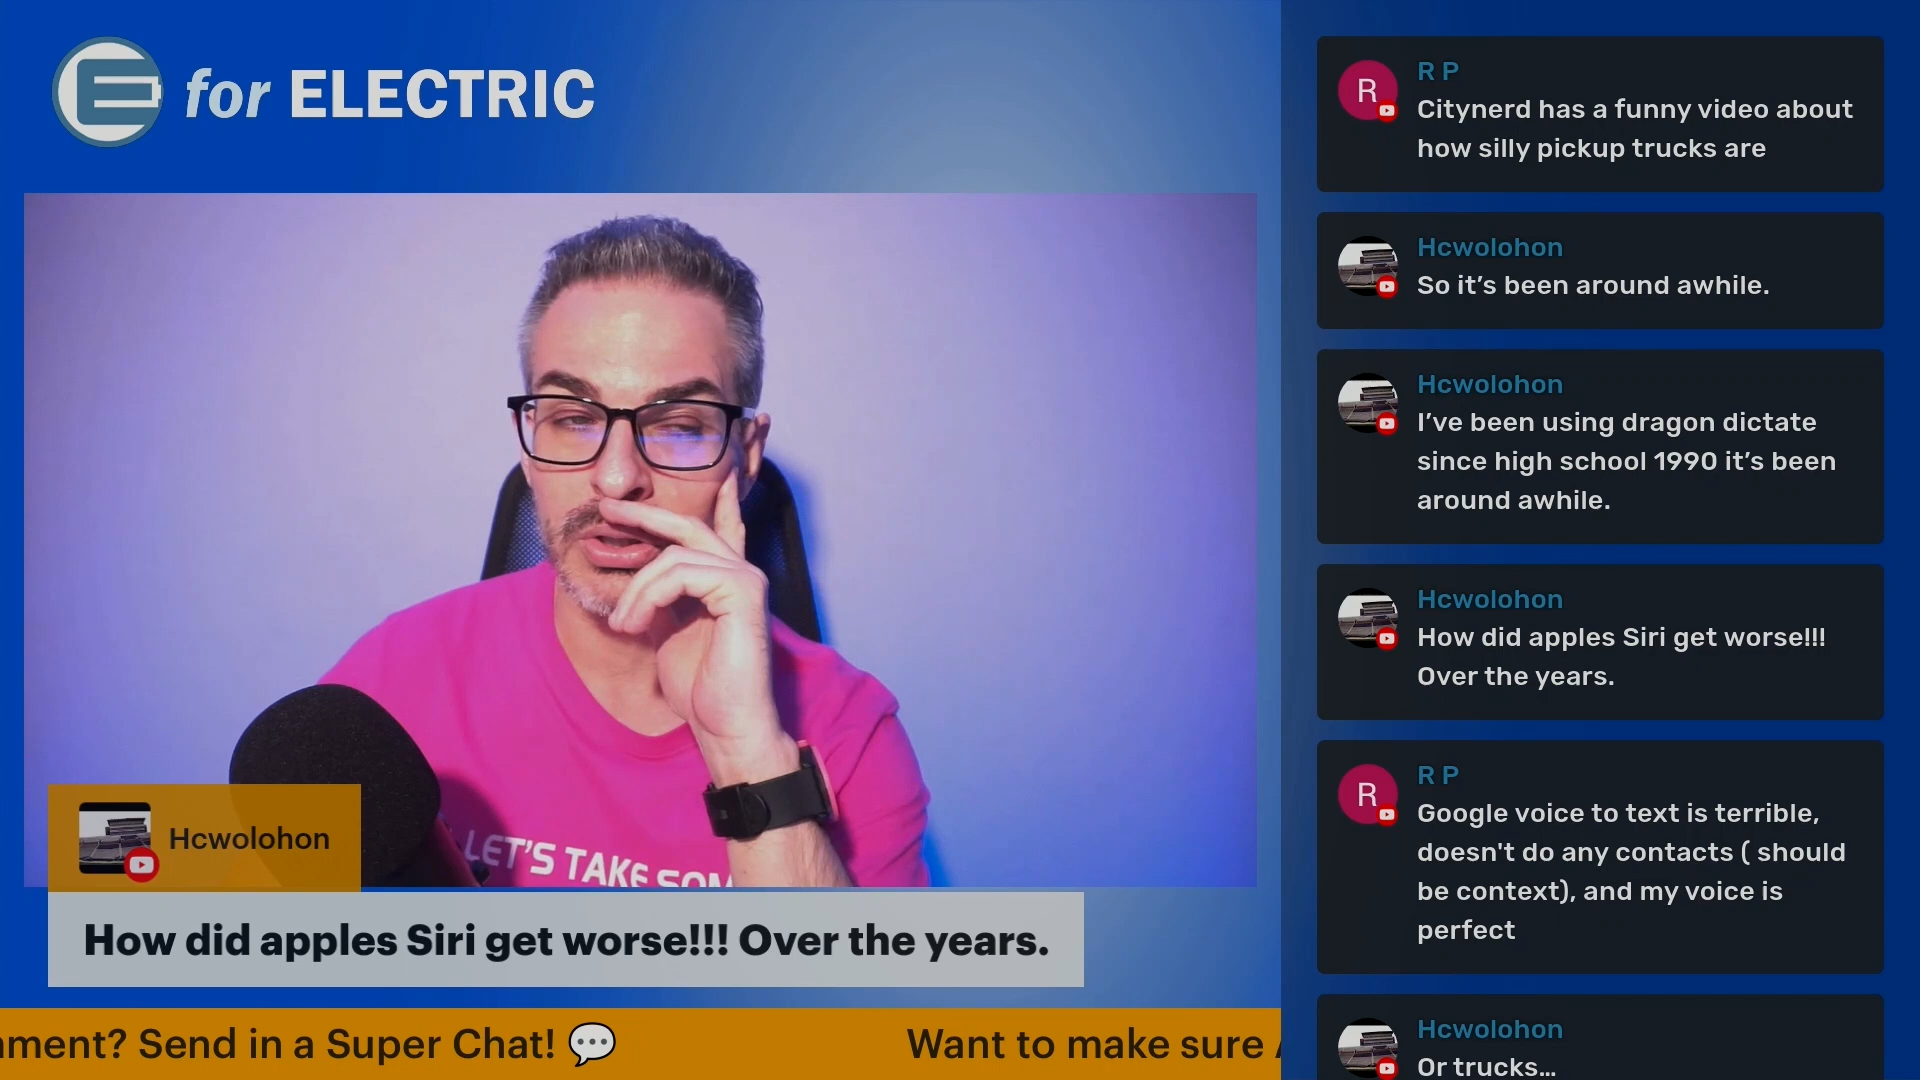 for ELECTRIC
LET'S TAKE SOM
Hcwolohon
How did apples Siri get worse!!! Over the years.
mment? Send in a Super Chat!
Want to make sure
R
R P
Citynerd has a funny video about
how silly pickup trucks are
Hcwolohon
So it’s been around awhile.
Hcwolohon
I’ve been using dragon dictate
since high school 1990 it’s been
around awhile.
Hcwolohon
How did apples Siri get worse!!!
Over the years.
R
R P
Google voice to text is terrible,
doesn't do any contacts ( should
be context), and my voice is
perfect
Hcwolohon
Or trucks…